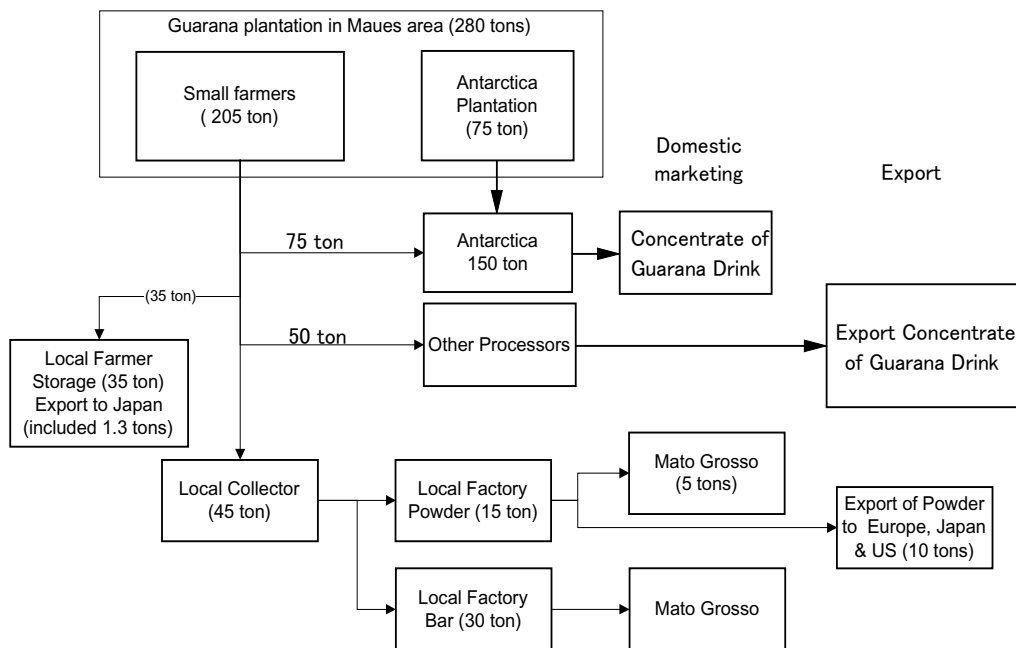 Guarana plantation in Maues area (280 tons)
Small farmers
( 205 ton)
Antarctica
Plantation
(75 ton)
Domestic
marketing
Export
75 ton
Antarctica
150 ton
Concentrate of
Guarana Drink
(35 ton)
50 ton
Other Processors
Export Concentrate
of Guarana Drink
Local Farmer
Storage (35 ton)
Export to Japan
(included 1.3 tons)
Local Collector
(45 ton)
Local Factory
Powder (15 ton)
Mato Grosso
(5 tons)
Export of Powder
to Europe, Japan
& US (10 tons)
Local Factory
Bar (30 ton)
Mato Grosso